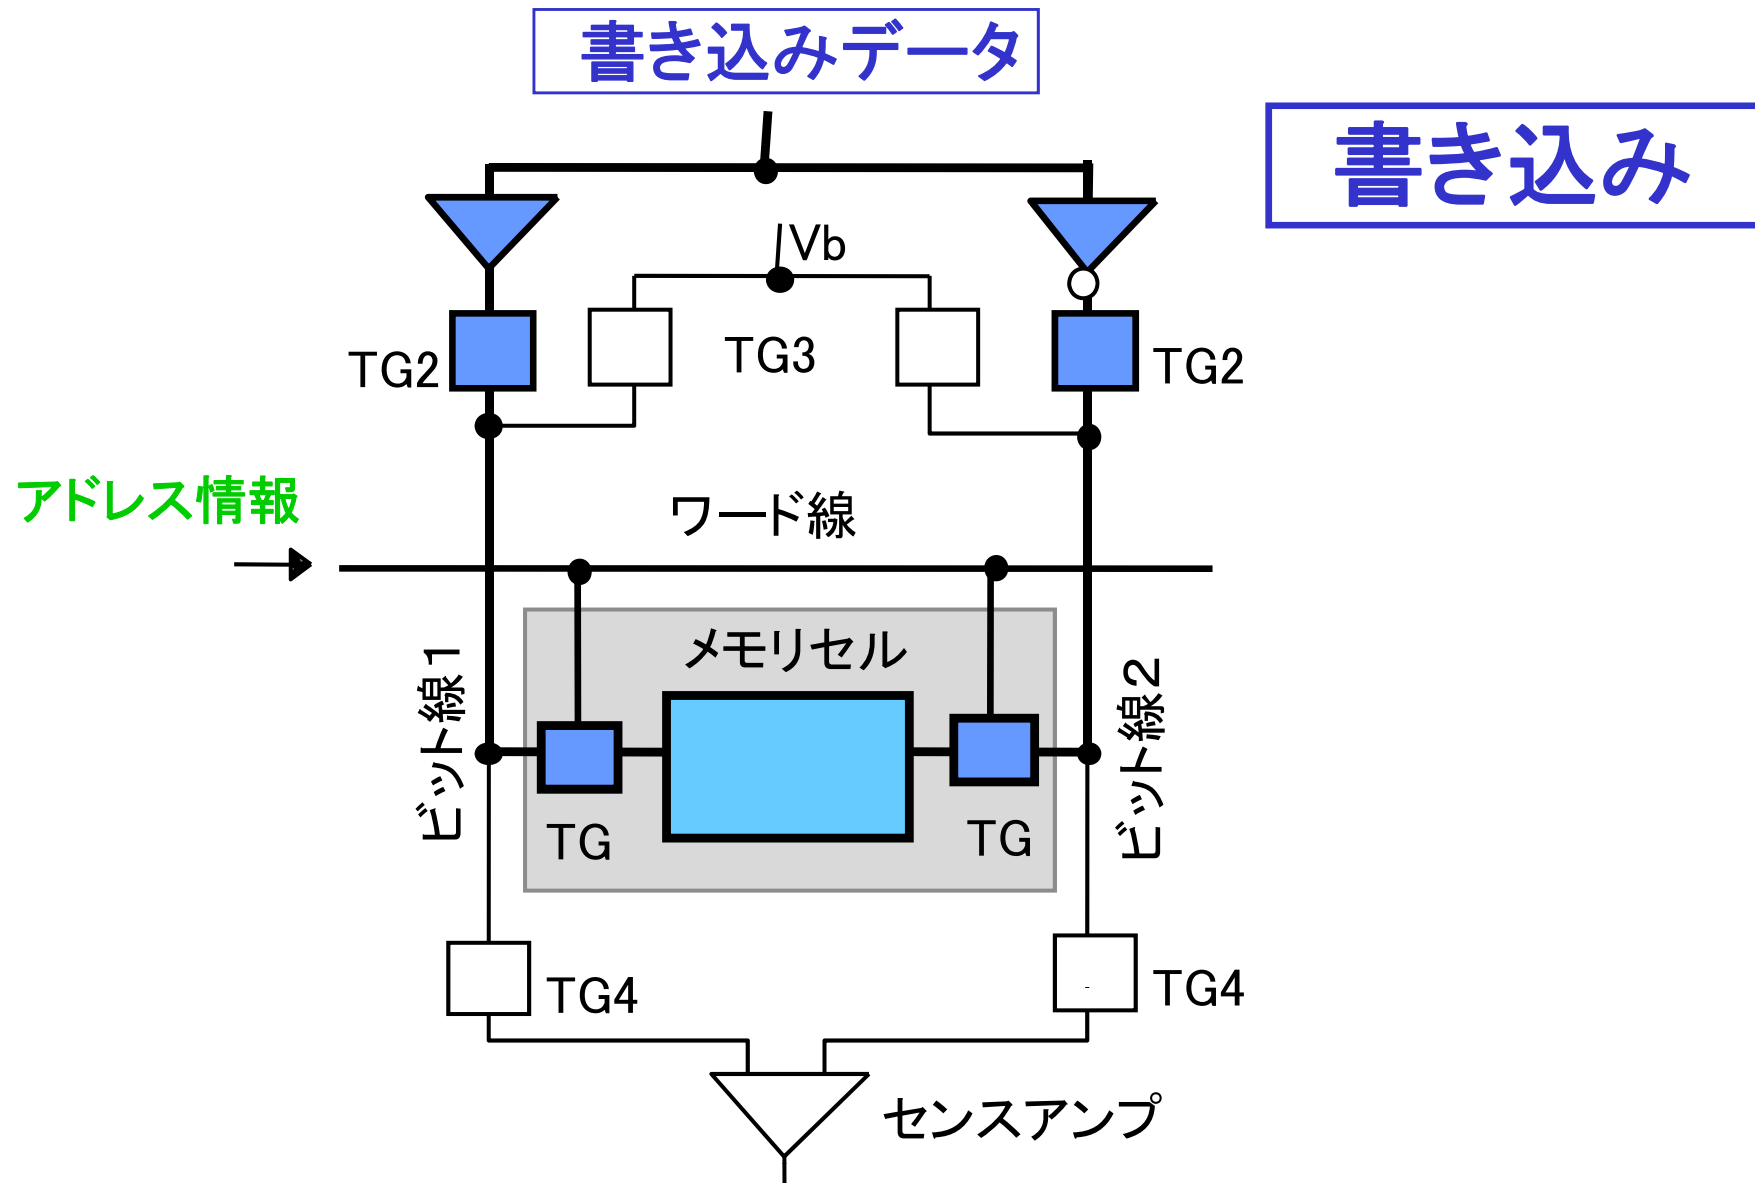 書き込みデータ
書き込み
Vb
TG2
TG3
TG2
アドレス情報
ワード線
メモリセル
ビット線1
ビット線2
TG
TG
TG4
TG4
センスアンプ